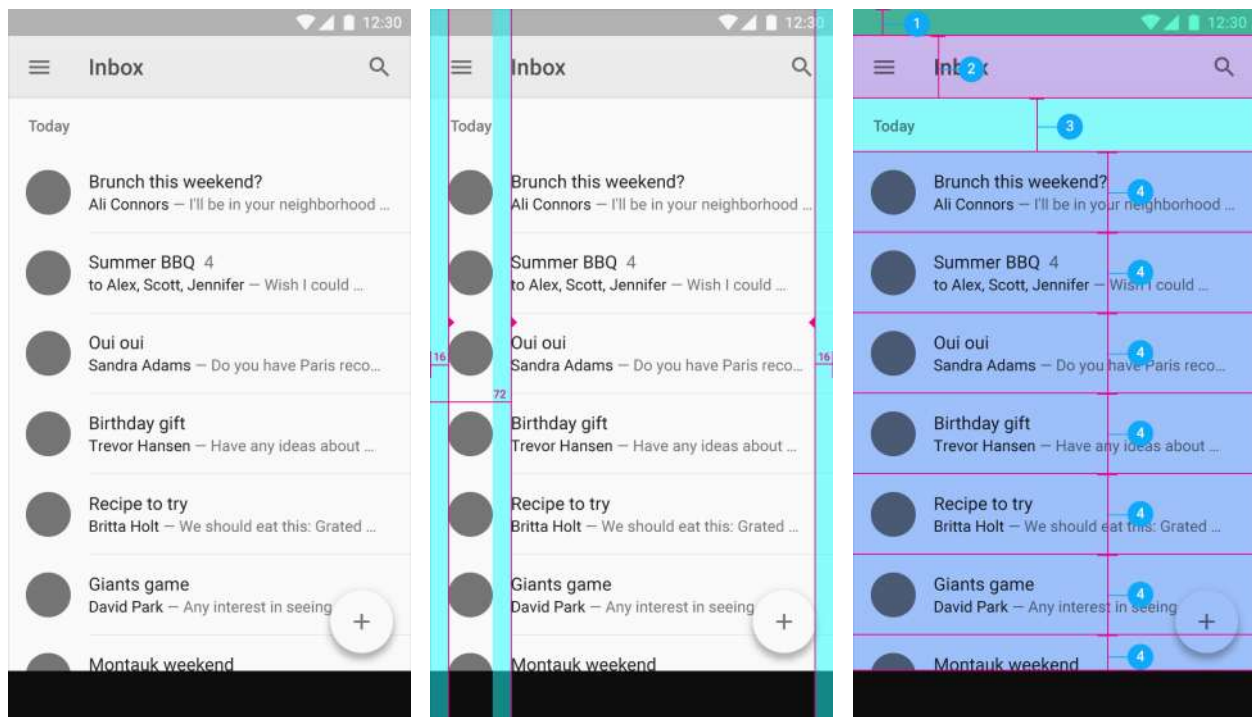 12:30
Inbox
Today
Brunch this weekend?
Ali Connors — I'll be in your neighborhood ...
Summer BBQ 4
to Alex, Scott, Jennifer — Wish I could ...
Oui oui
Sandra Adams — Do you have Paris reco...
Birthday gift
Trevor Hansen — Have any ideas about ...
Recipe to try
Britta Holt — We should eat this: Grated ...
Giants game
David Park — Any interest in seeing
+
Montauk weekend
12:30
Inbox
Today
Brunch this weekend?
Ali Connors — I'll be in your neighborhood ...
Summer BBQ 4
to Alex, Scott, Jennifer — Wish I could ...
Oui oui
16
Sandra Adams — Do you have Paris reco...
16
72
Birthday gift
Trevor Hansen — Have any ideas about ...
Recipe to try
Britta Holt — We should eat this: Grated ...
Giants game
David Park — Any interest in seeing
+
Montauk weekend
1
12:30
Inbox
2
Today
3
Brunch this weekend?
4
Ali Connors — I'll be in your neighborhood ...
Summer BBQ 4
4
to Alex, Scott, Jennifer — Wish I could ...
Oui oui
4
Sandra Adams — Do you have Paris reco...
Birthday gift
4
Trevor Hansen — Have any ideas about ...
Recipe to try
4
Britta Holt — We should eat this: Grated ...
Giants game
4
David Park — Any interest in seeing
+
Montauk weekend
4